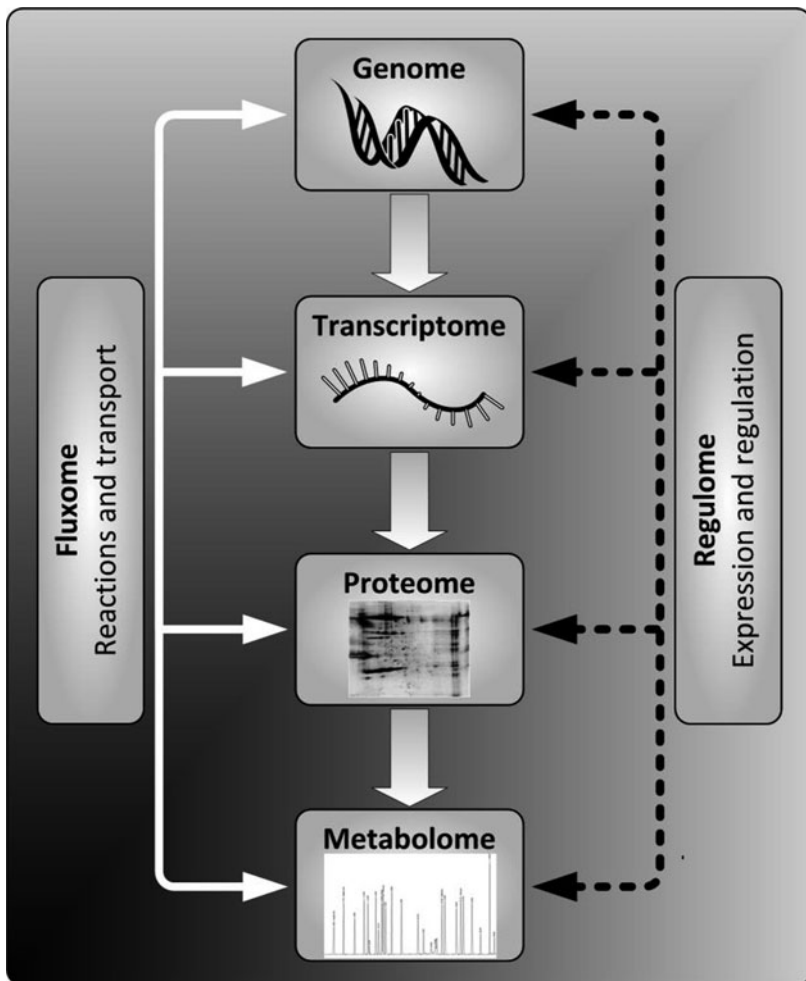 Genome
Transcriptome
Fluxome
Reactions and transport
Regulome
Expression and regulation
Proteome
Metabolome